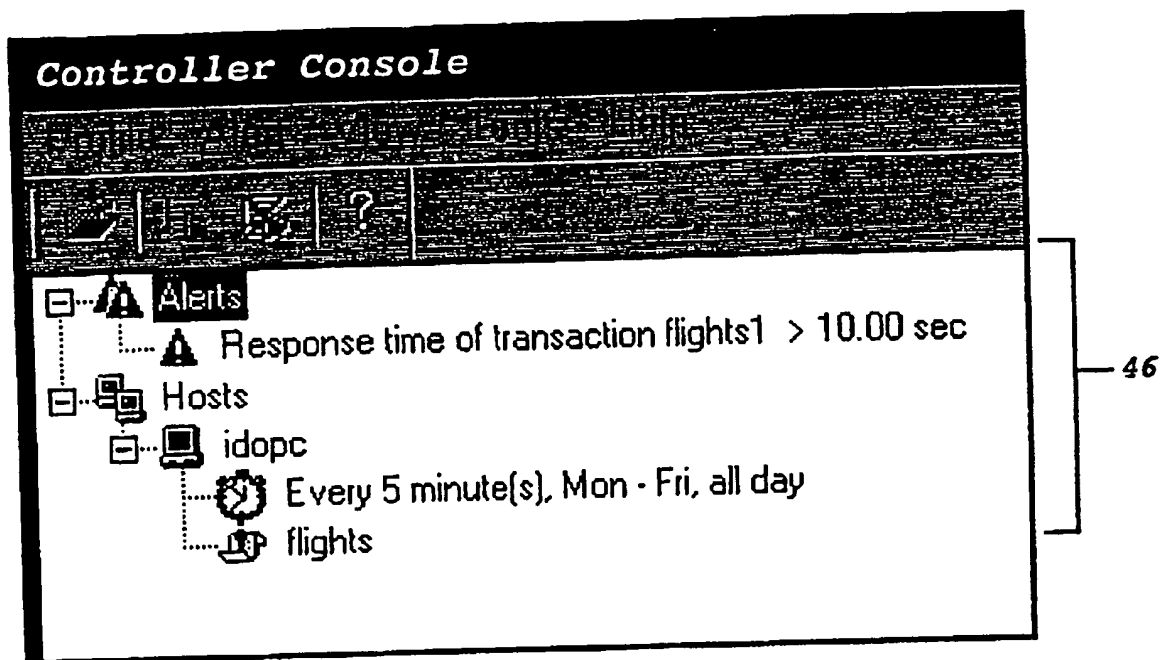 Controller Console
?
Alerts
Response time of transaction flights1 > 10.00 sec
Hosts
idopc
Every 5 minute(s), Mon - Fri, all day
flights
46